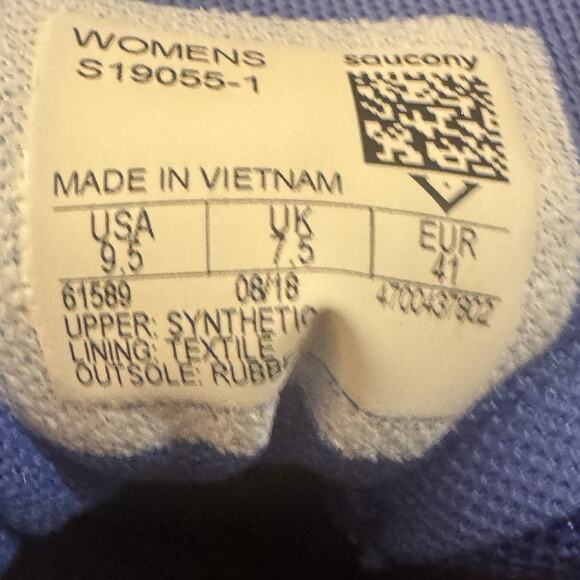 WOMENS
S19055-1
saucony
MADE IN VIETNAM
USA UK EUR
9.5 7.5 41
61589 08/18 4700437802
UPPER: SYNTHETIC
LINING: TEXTILE
OUTSOLE: